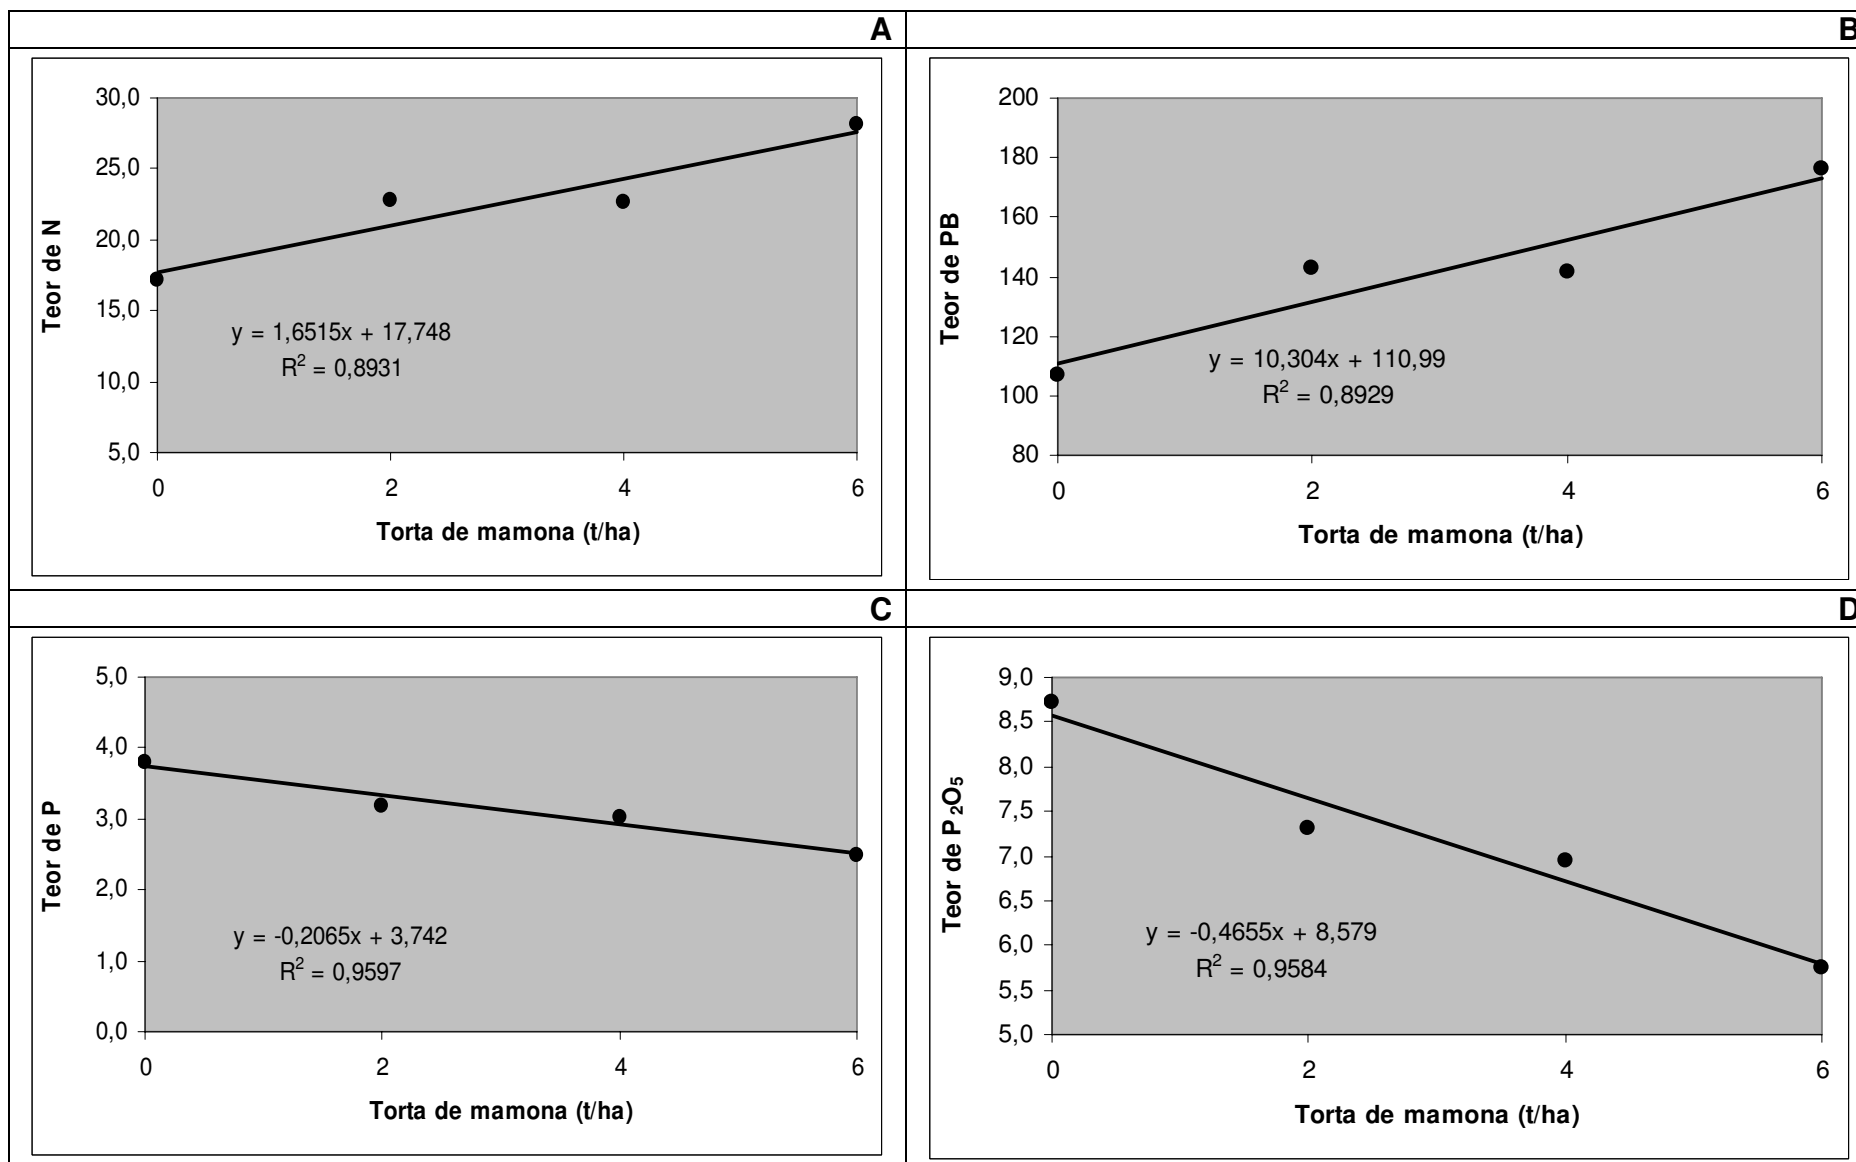 A
30,0
25,0
20,0
15,0
10,0
5,0
0 2 4 6
Teor de N
y = 1,6515x + 17,748
R² = 0,8931
Torta de mamona (t/ha)
B
200
180
160
140
120
100
80
0 2 4 6
Teor de PB
y = 10,304x + 110,99
R² = 0,8929
Torta de mamona (t/ha)
C
5,0
4,0
3,0
2,0
1,0
0,0
0 2 4 6
Teor de P
y = -0,2065x + 3,742
R² = 0,9597
Torta de mamona (t/ha)
D
9,0
8,5
8,0
7,5
7,0
6,5
6,0
5,5
5,0
0 2 4 6
Teor de P₂O₅
y = -0,4655x + 8,579
R² = 0,9584
Torta de mamona (t/ha)